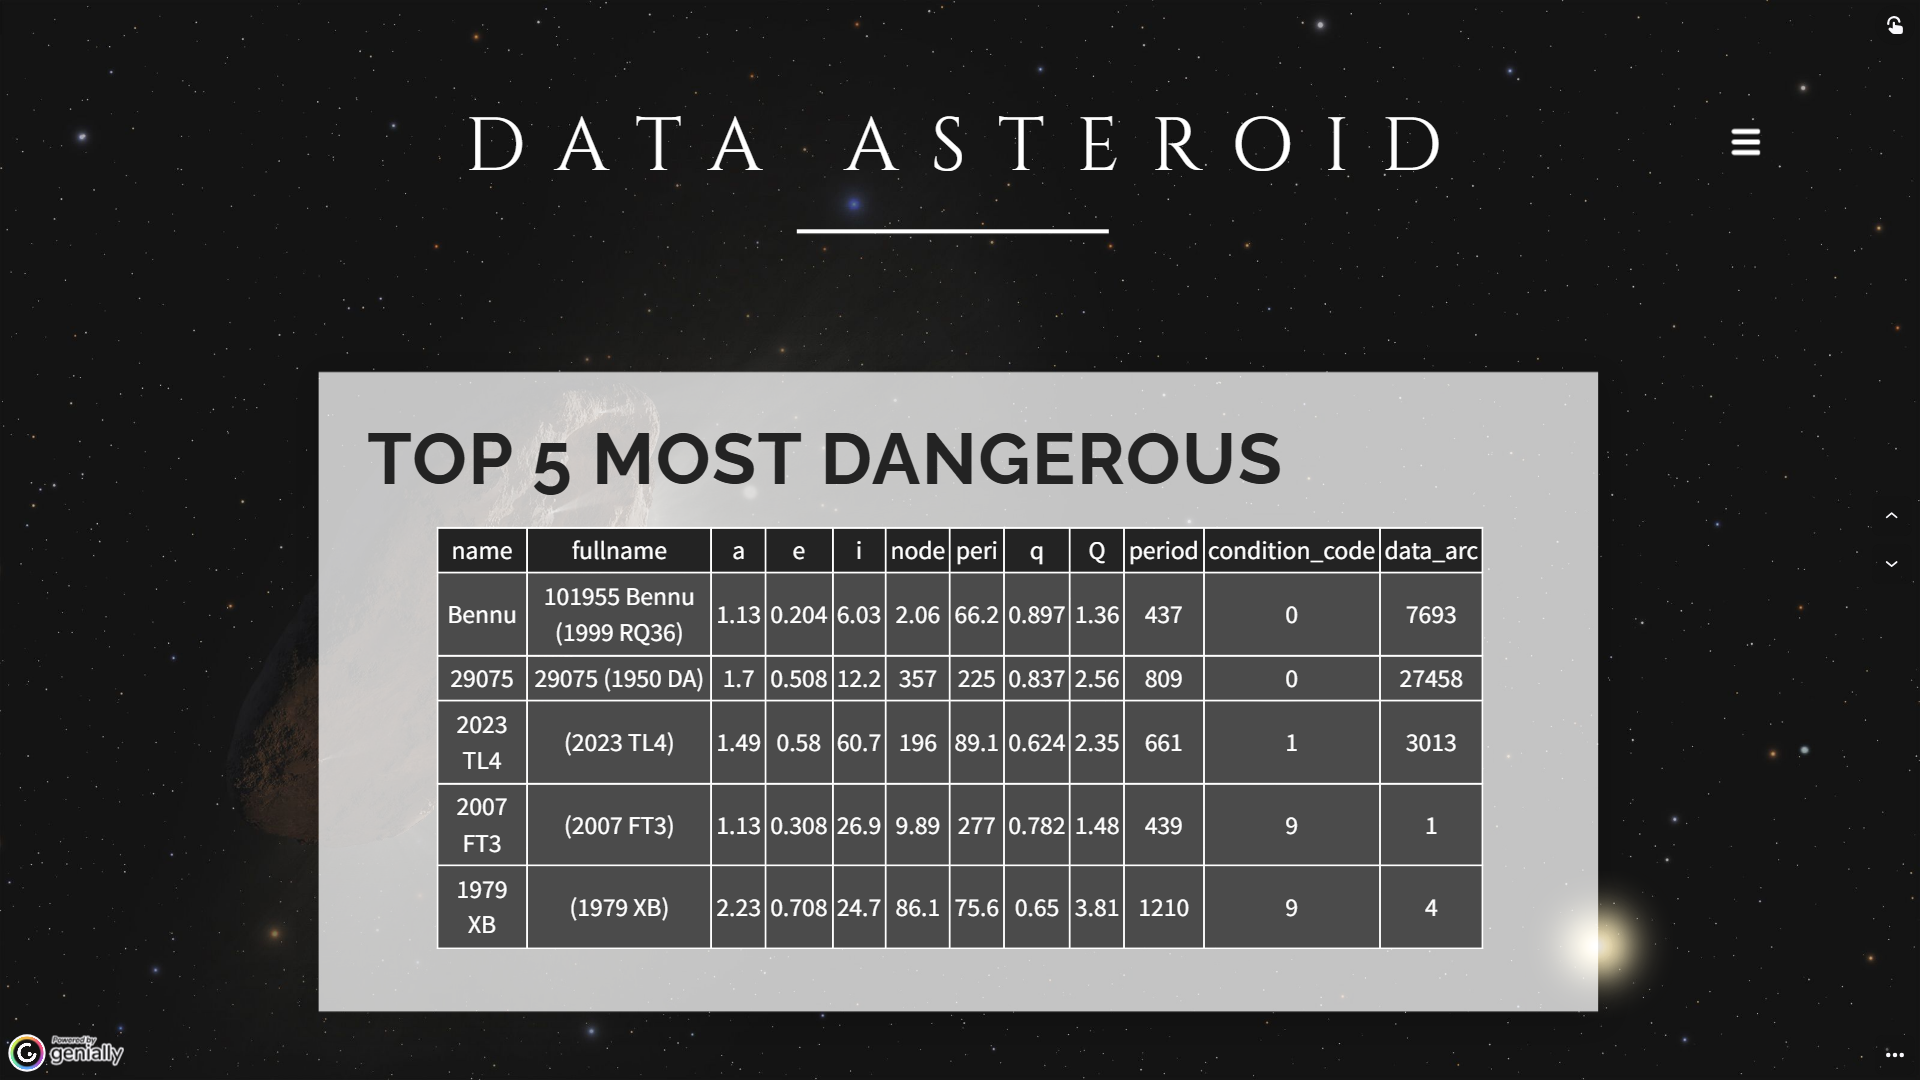 DATA ASTEROID
TOP 5 MOST DANGEROUS
name fullname a e i node peri q Q period condition_code data_arc
Bennu 101955 Bennu (1999 RQ36) 1.13 0.204 6.03 2.06 66.2 0.897 1.36 437 0 7693
29075 29075 (1950 DA) 1.7 0.508 12.2 357 225 0.837 2.56 809 0 27458
2023 TL4 (2023 TL4) 1.49 0.58 60.7 196 89.1 0.624 2.35 661 1 3013
2007 FT3 (2007 FT3) 1.13 0.308 26.9 9.89 277 0.782 1.48 439 9 1
1979 XB (1979 XB) 2.23 0.708 24.7 86.1 75.6 0.65 3.81 1210 9 4
Powered by
genially